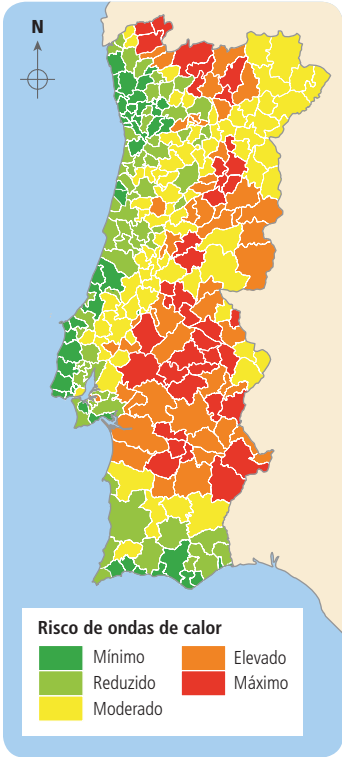 N
Risco de ondas de calor
Mínimo
Reduzido
Moderado
Elevado
Máximo